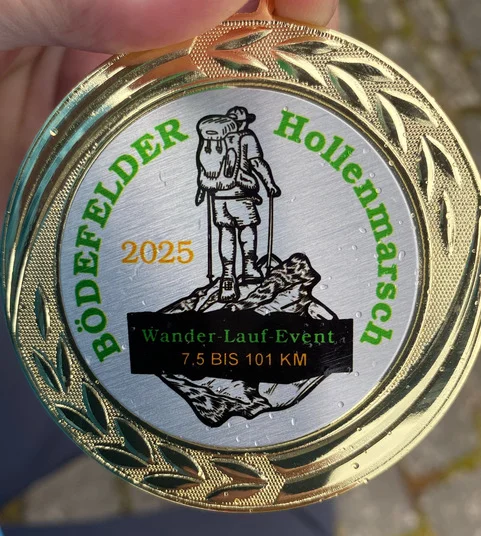 BÖDEFELDER
Hollenmarsch
2025
Wander-Lauf-Event
7,5 BIS 101 KM